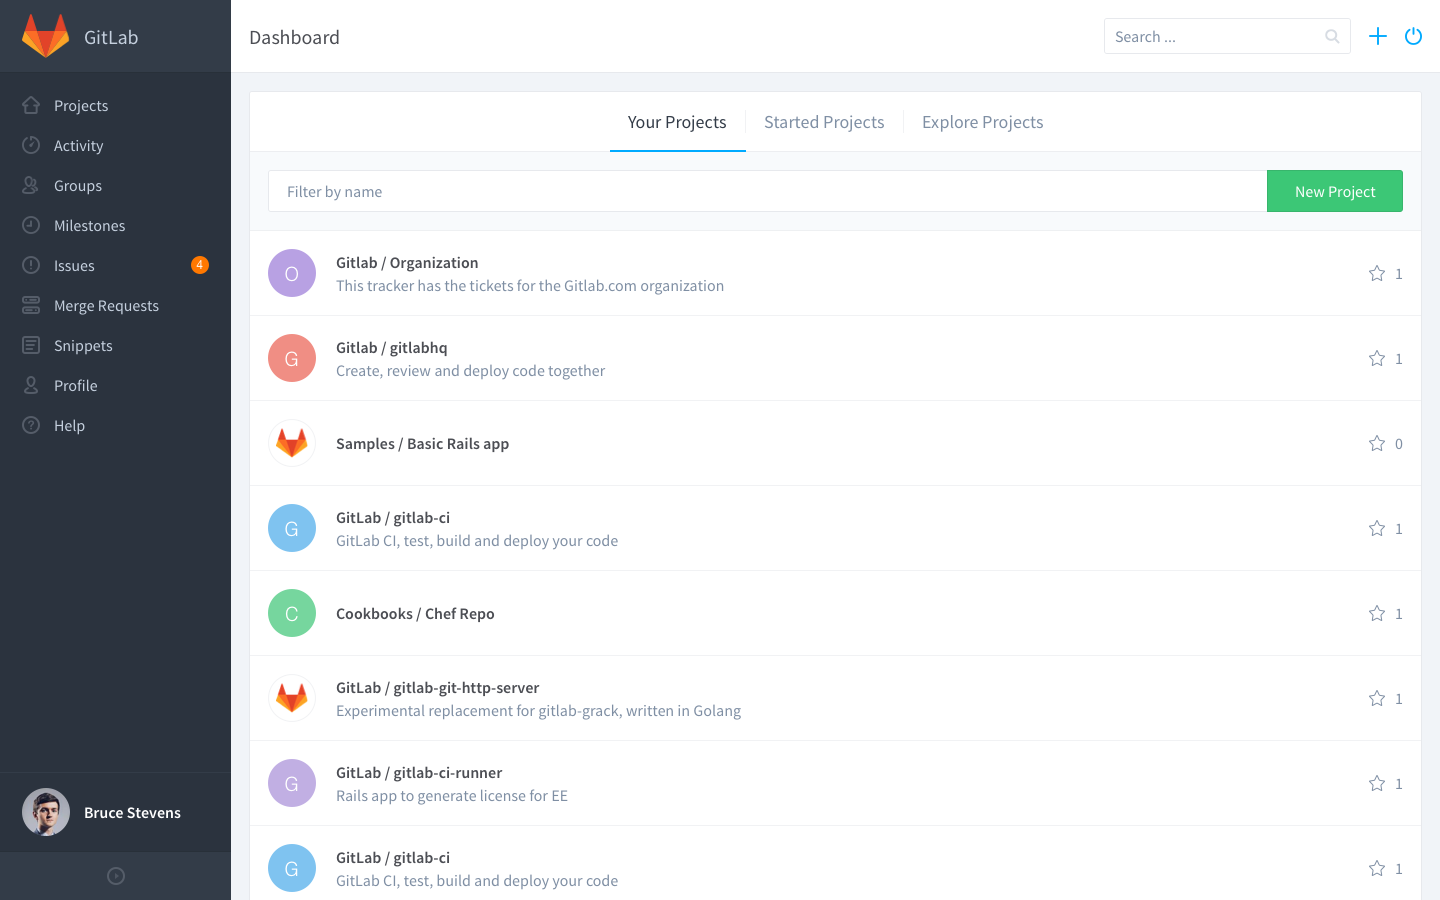 GitLab
Dashboard
Search ...
Projects
Activity
Groups
Milestones
Issues
4
Merge Requests
Snippets
Profile
Help
Bruce Stevens
Your Projects
Started Projects
Explore Projects
Filter by name
New Project
O
Gitlab / Organization
This tracker has the tickets for the Gitlab.com organization
1
G
Gitlab / gitlabhq
Create, review and deploy code together
1
Samples / Basic Rails app
0
G
GitLab / gitlab-ci
GitLab CI, test, build and deploy your code
1
C
Cookbooks / Chef Repo
1
GitLab / gitlab-git-http-server
Experimental replacement for gitlab-grack, written in Golang
1
G
GitLab / gitlab-ci-runner
Rails app to generate license for EE
1
G
GitLab / gitlab-ci
GitLab CI, test, build and deploy your code
1